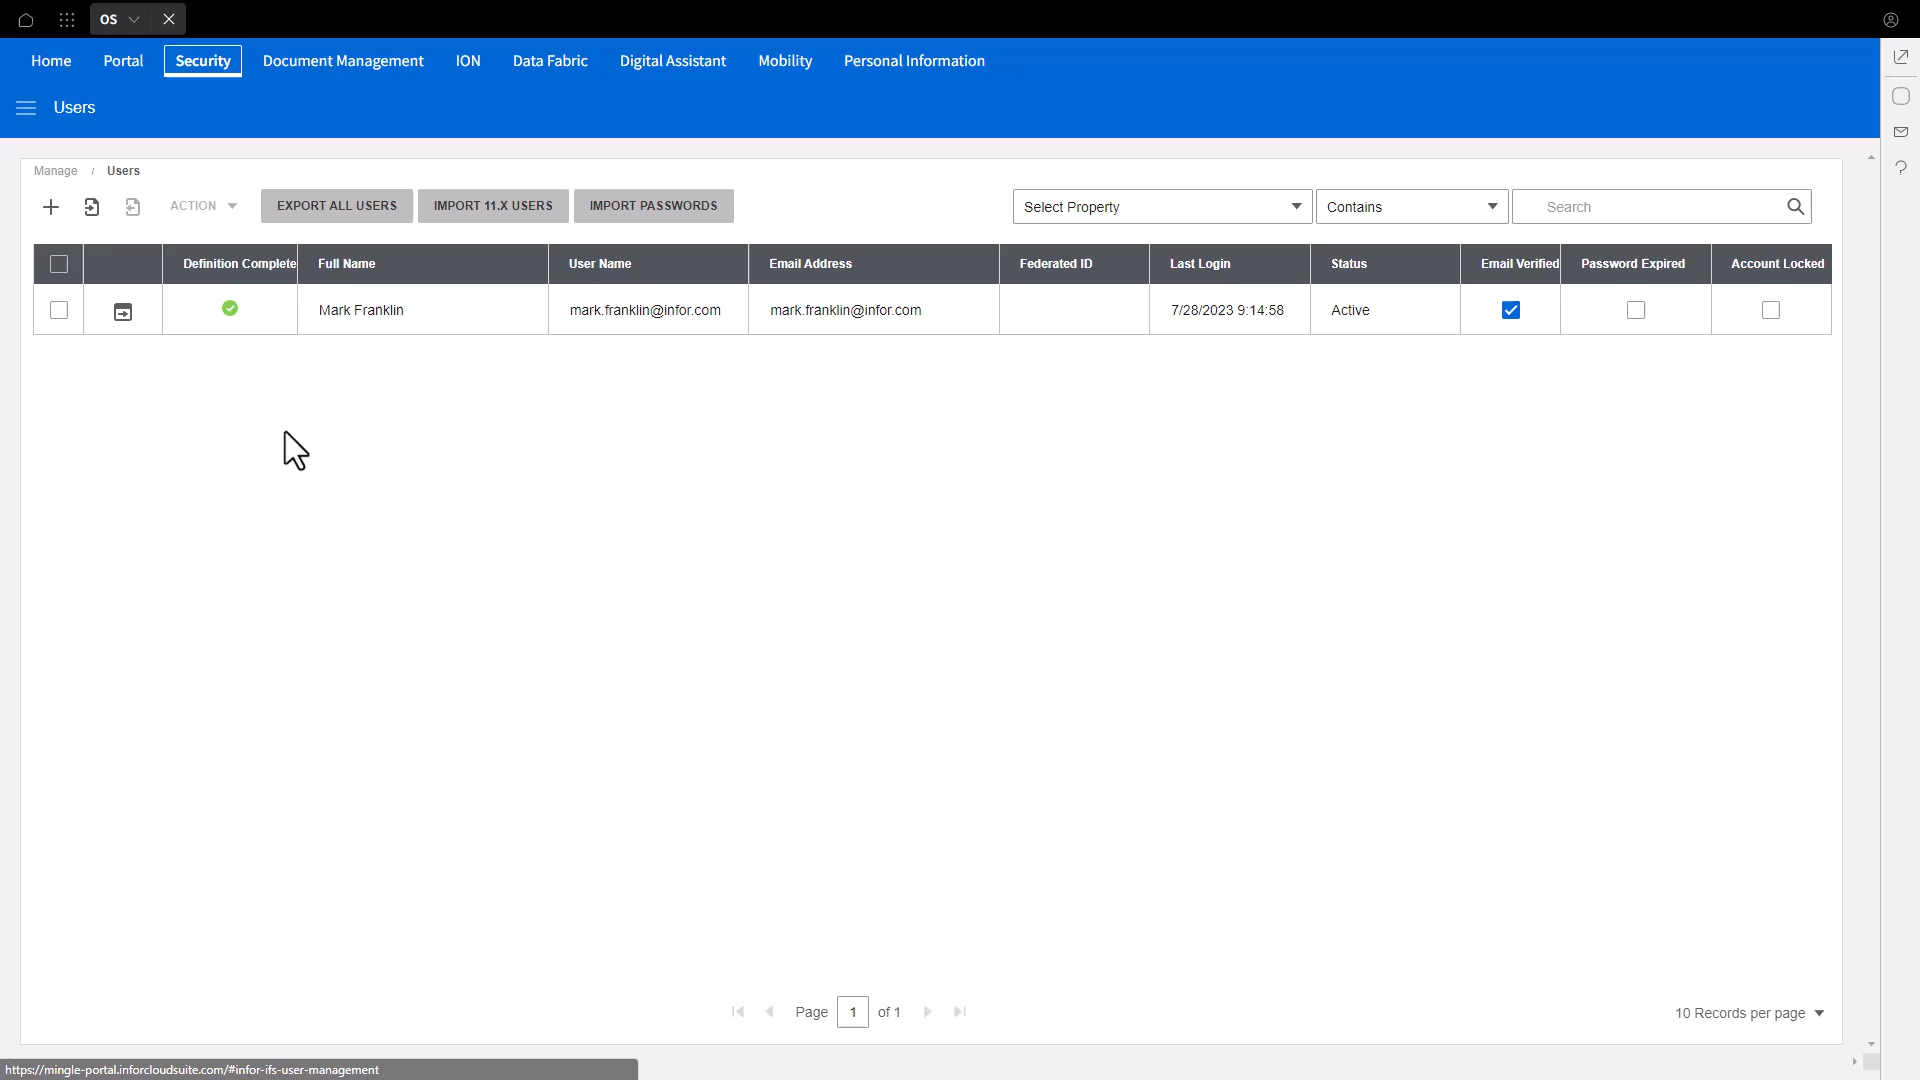 OS
Home Portal Security Document Management ION Data Fabric Digital Assistant Mobility Personal Information
Users
Manage / Users
ACTION EXPORT ALL USERS IMPORT 11.X USERS IMPORT PASSWORDS Select Property Contains Search
Definition Complete Full Name User Name Email Address Federated ID Last Login Status Email Verified Password Expired Account Locked
Mark Franklin mark.franklin@infor.com mark.franklin@infor.com 7/28/2023 9:14:58 Active
Page 1 of 1 10 Records per page
https://mingle-portal.inforcloudsuite.com/#infor-ifs-user-management